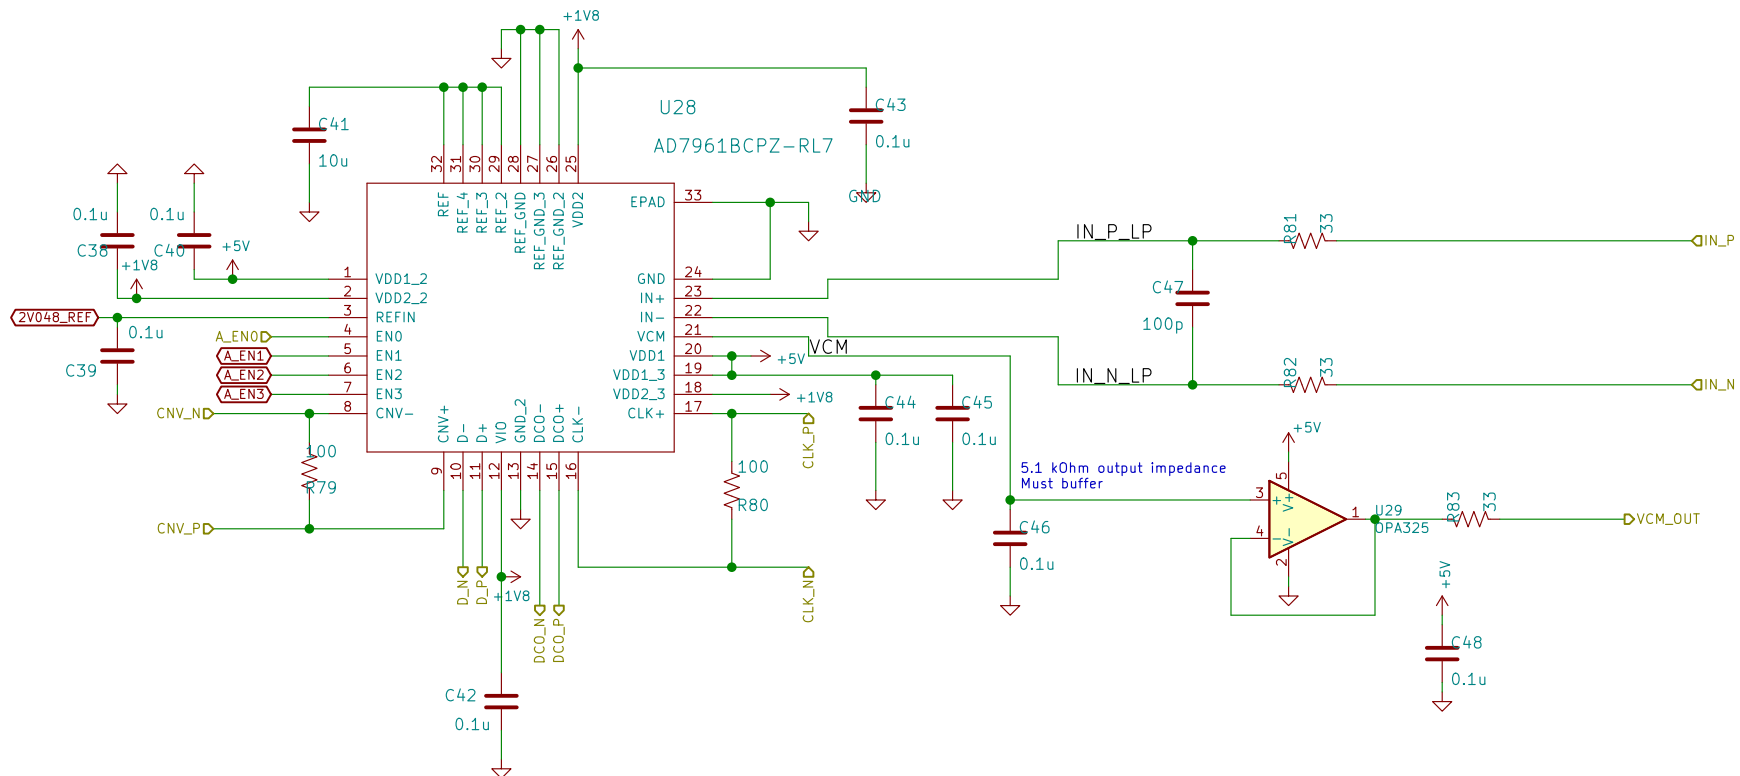 +1V8
C41
10u
U28
AD7961BCPZ-RL7
C43
0.1u
GND
32
31
30
29
28
27
26
25
REF
REF_4
REF_3
REF_2
REF_GND
REF_GND_3
REF_GND_2
VDD2
0.1u
C38
+1V8
0.1u
C40
+5V
2V048_REF
0.1u
C39
A_EN0
A_EN1
A_EN2
A_EN3
CNV_N
CNV_P
100
R79
1
VDD1_2
2
VDD2_2
3
REFIN
4
EN0
5
EN1
6
EN2
7
EN3
8
CNV-
EPAD
33
GND
24
IN+
23
IN-
22
VCM
21
VDD1
20
VDD1_3
19
VDD2_3
18
CLK+
17
CNV+
D-
D+
VIO
GND_2
DCO-
DCO+
CLK-
9
10
11
12
13
14
15
16
D_N
D_P
+1V8
DCO_N
DCO_P
C42
0.1u
VCM
+5V
+1V8
100
R80
CLK_P
CLK_N
C44
0.1u
C45
0.1u
IN_P_LP
IN_N_LP
C47
100p
R81
33
R82
33
IN_P
IN_N
5.1 kOhm output impedance
Must buffer
C46
0.1u
+5V
3
4
5
2
1
+
-
V+
V-
U29
OPA325
R83
33
VCM_OUT
+5V
C48
0.1u